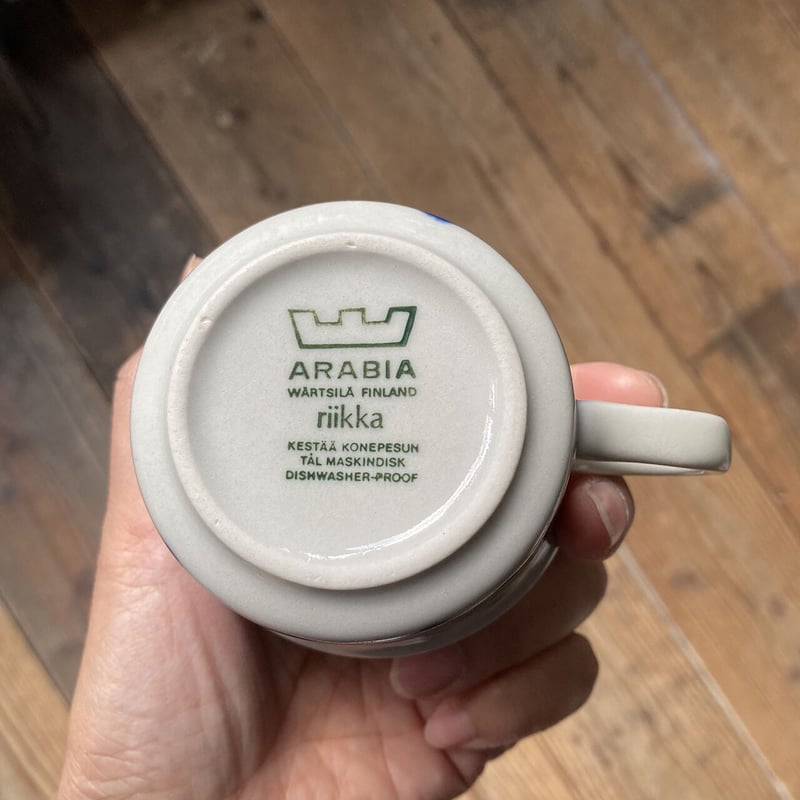 ARABIA
WÄRTSILÄ FINLAND
riikka
KESTÄÄ KONEPESUN
TÅL MASKINDISK
DISHWASHER-PROOF